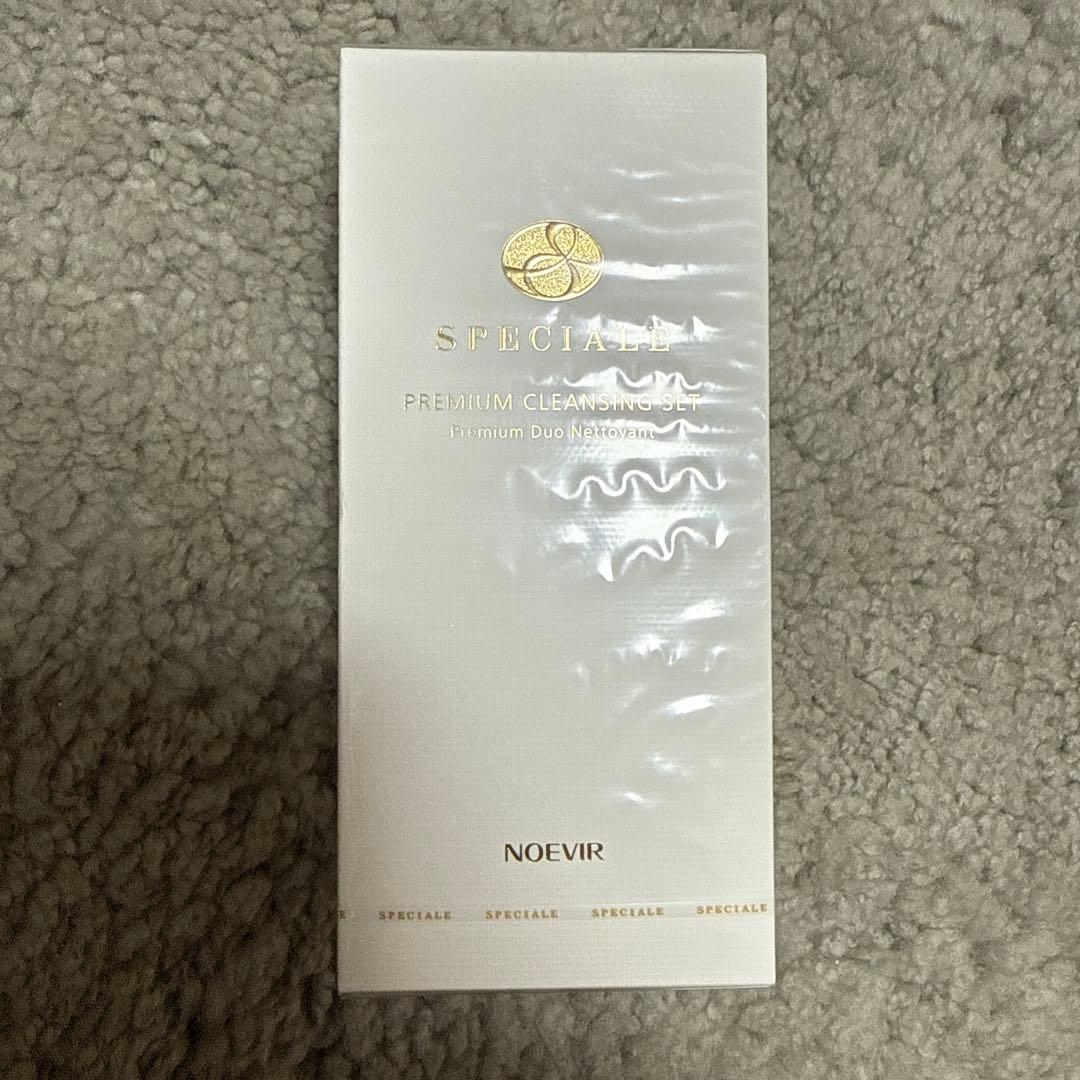 SPECIALE
PREMIUM CLEANSING SET
Premium Duo Nettoyant
NOEVIR
E SPECIALE SPECIALE SPECIALE SPECIALE